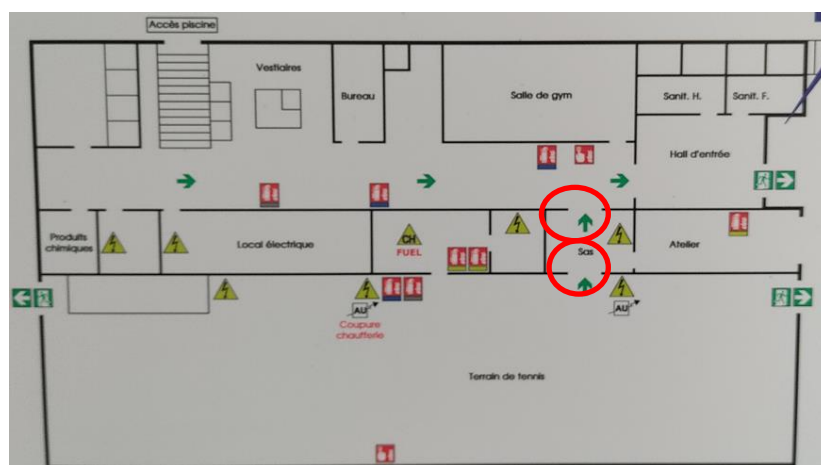 Accès piscine
Vestiaires
Bureau
Salle de gym
Sanit. H.
Sanit. F.
Hall d'entrée
Produits
chimiques
Local électrique
CH
FUEL
Sas
Atelier
AU
Coupure
chaufferie
AU
Terrain de tennis